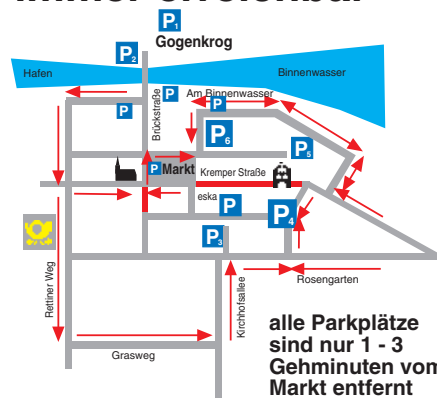 P1
Gogenkrog
P2
Hafen
Binnenwasser
P
Am Binnenwasser
P
P
Brückstraße
P6
P5
P
Markt
Kremper Straße
eska
P
P4
P3
Rettiner Weg
Kirchhofsallee
Rosengarten
Grasweg
alle Parkplätze
sind nur 1 - 3
Gehminuten vom
Markt entfernt